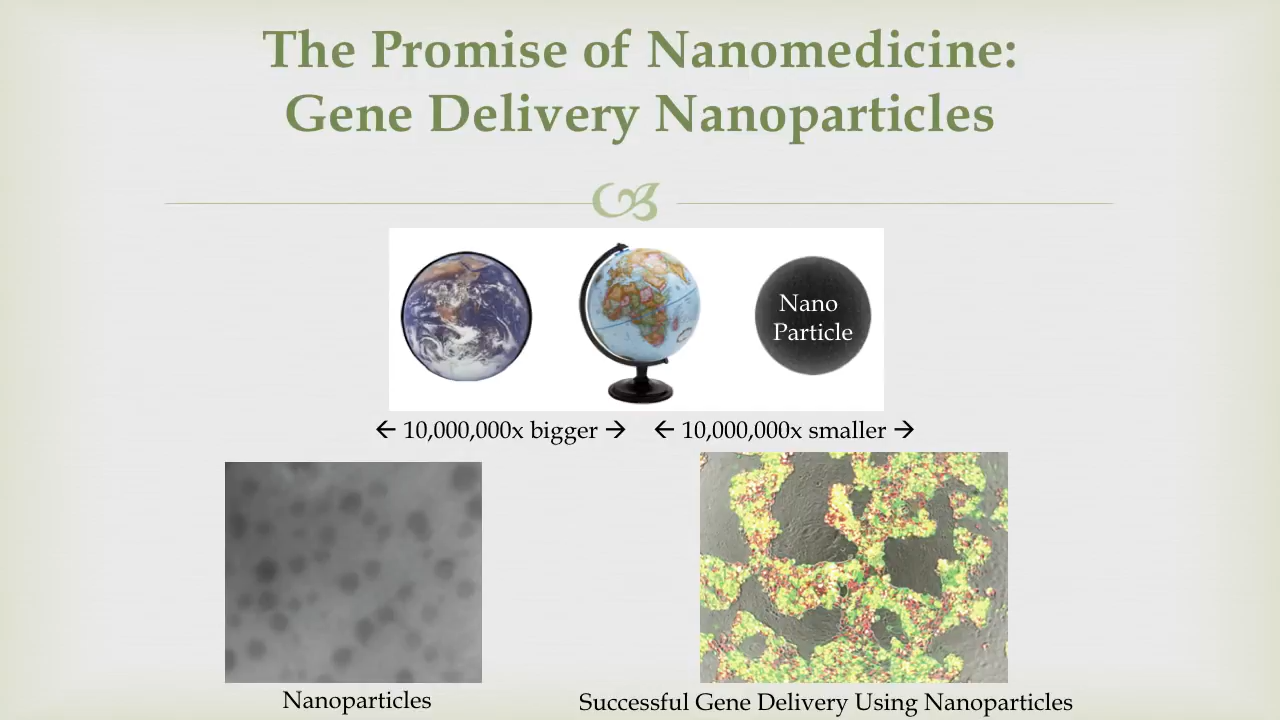 The Promise of Nanomedicine:
Gene Delivery Nanoparticles
Nano
Particle
← 10,000,000x bigger → ← 10,000,000x smaller →
Nanoparticles
Successful Gene Delivery Using Nanoparticles